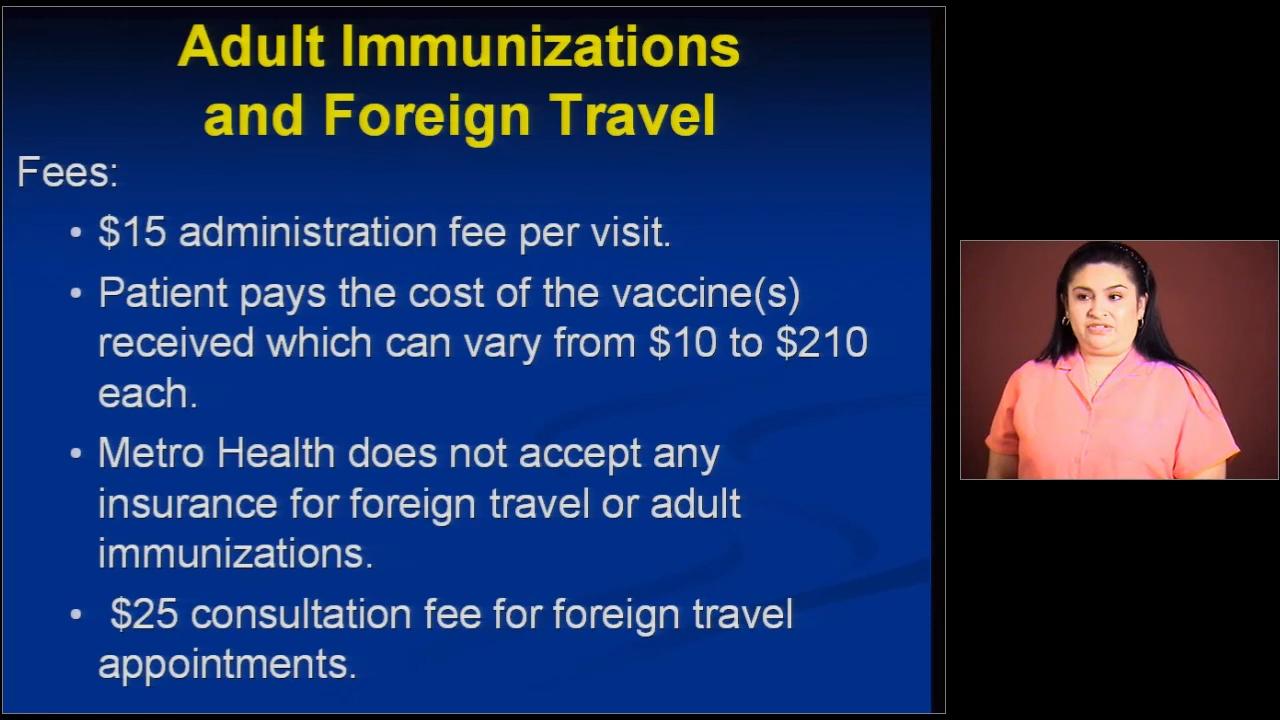 Adult Immunizations
and Foreign Travel
Fees:
• $15 administration fee per visit.
• Patient pays the cost of the vaccine(s)
received which can vary from $10 to $210
each.
• Metro Health does not accept any
insurance for foreign travel or adult
immunizations.
• $25 consultation fee for foreign travel
appointments.